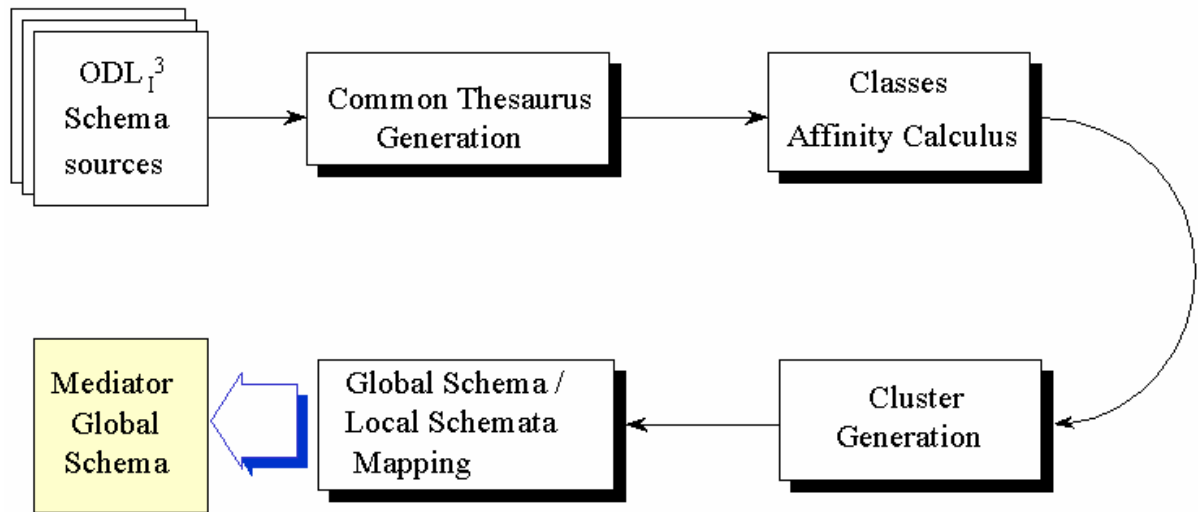 ODL_I^3
Schema
sources
Common Thesaurus
Generation
Classes
Affinity Calculus
Cluster
Generation
Global Schema /
Local Schemata
Mapping
Mediator
Global
Schema